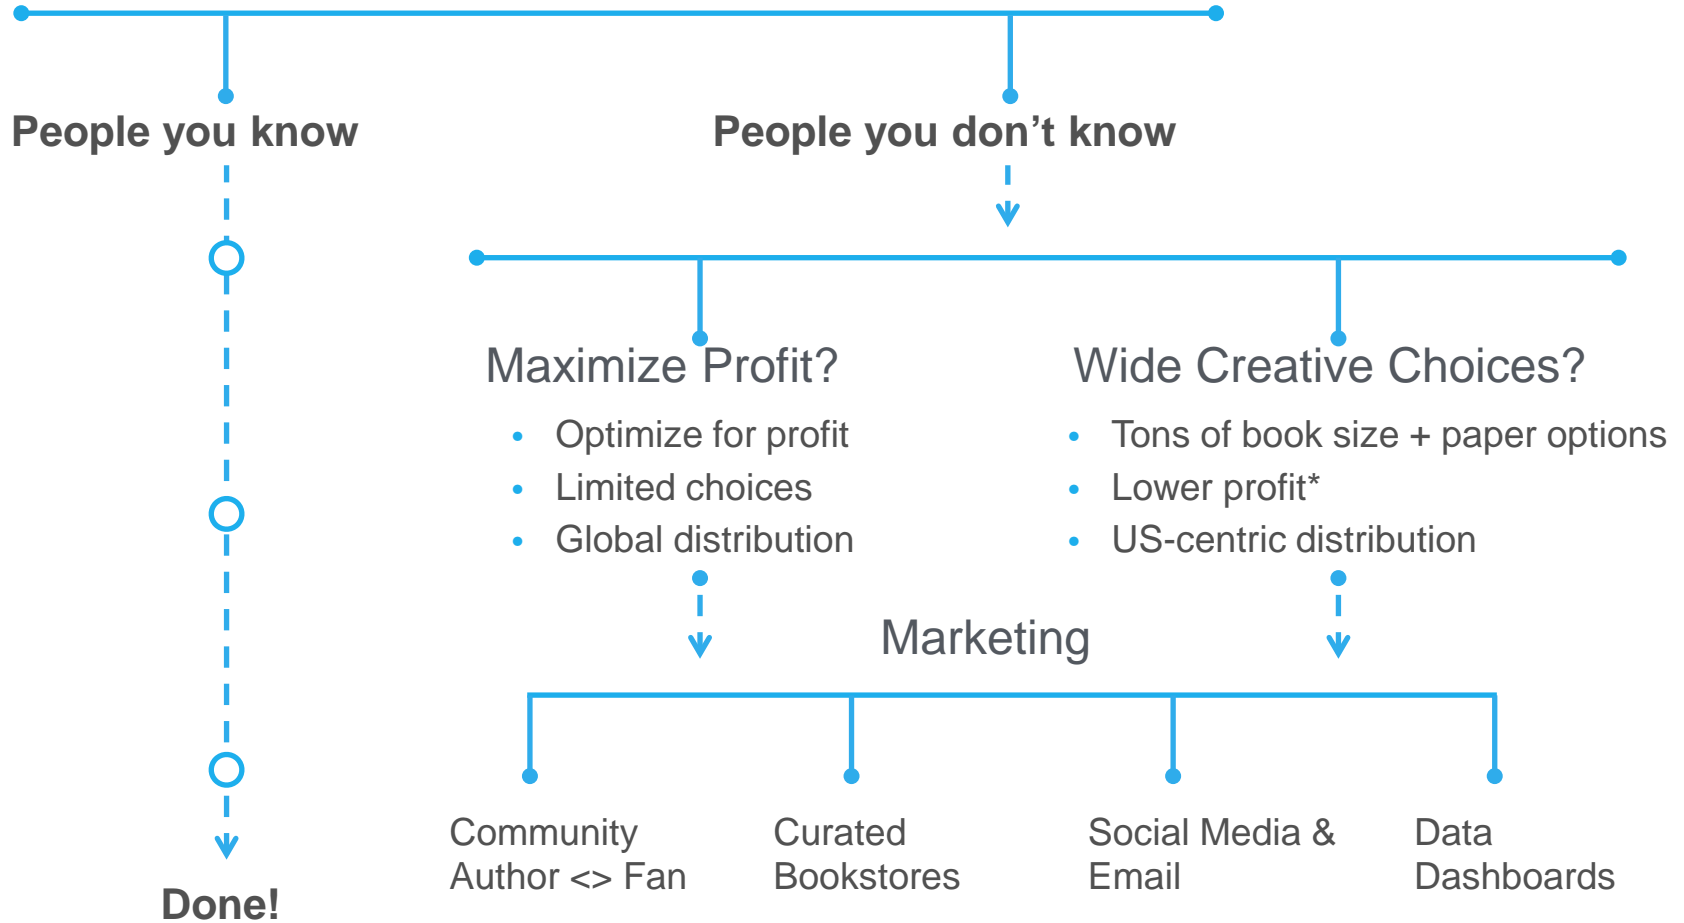 People you know
People you don’t know
Maximize Profit?
• Optimize for profit
• Limited choices
• Global distribution
Wide Creative Choices?
• Tons of book size + paper options
• Lower profit*
• US-centric distribution
Marketing
Community
Author <> Fan
Curated
Bookstores
Social Media &
Email
Data
Dashboards
Done!